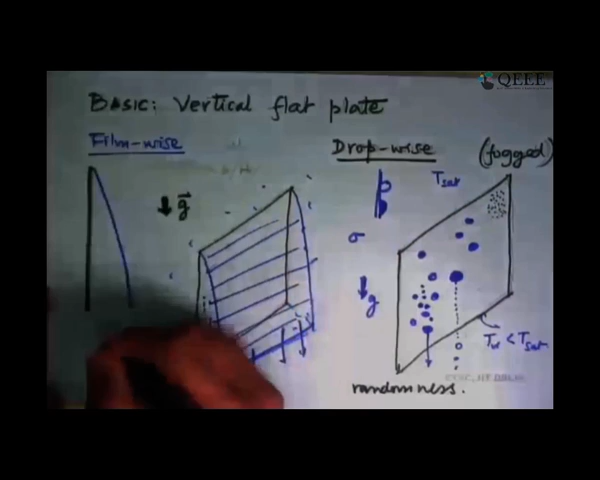 QEEE
BASIC: Vertical flat plate
Film-wise
Drop-wise
(fogged)
Tsat
g
σ
g
Tw < Tsat
randomness.